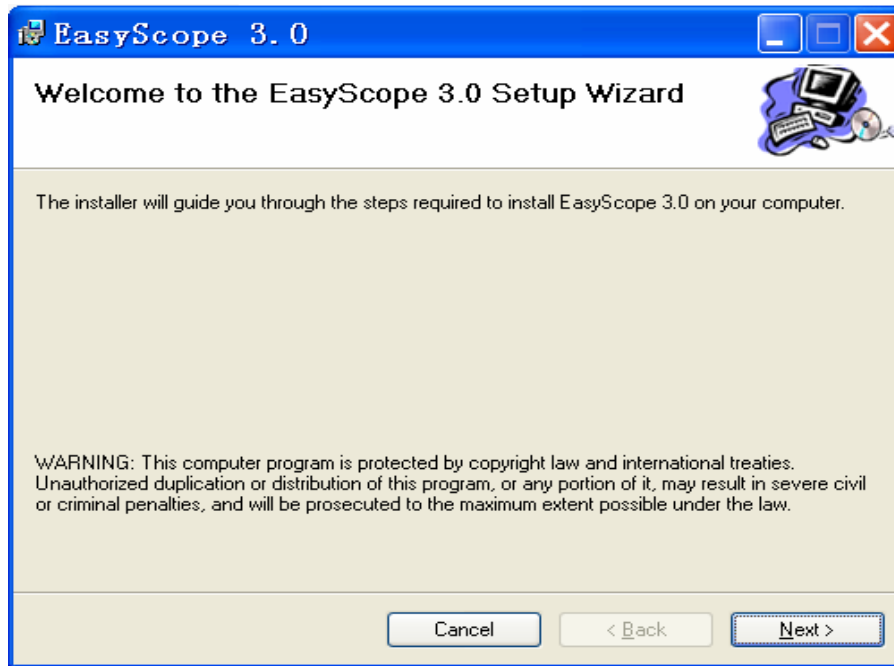 EasyScope 3.0
Welcome to the EasyScope 3.0 Setup Wizard
The installer will guide you through the steps required to install EasyScope 3.0 on your computer.
WARNING: This computer program is protected by copyright law and international treaties.
Unauthorized duplication or distribution of this program, or any portion of it, may result in severe civil
or criminal penalties, and will be prosecuted to the maximum extent possible under the law.
Cancel
< Back
Next >